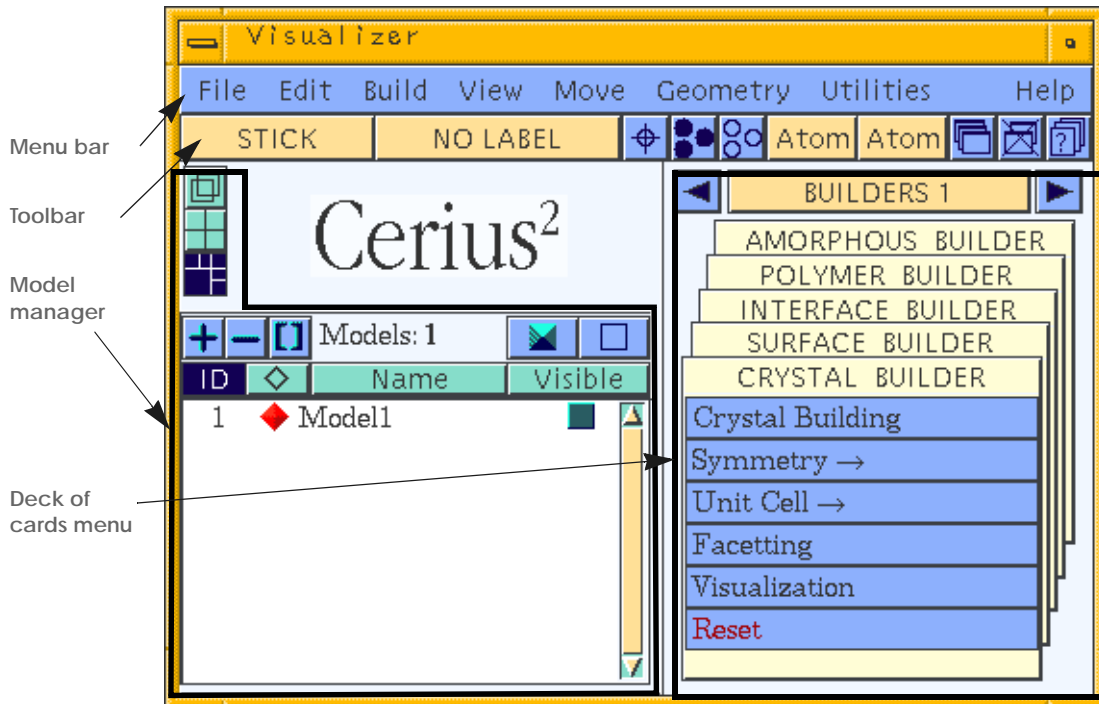 Visualizer
File Edit Build View Move Geometry Utilities Help
Menu bar
STICK NO LABEL Atom Atom ?
Toolbar
Cerius2
BUILDERS 1
AMORPHOUS BUILDER
POLYMER BUILDER
INTERFACE BUILDER
SURFACE BUILDER
CRYSTAL BUILDER
Model
manager
Models: 1
ID Name Visible
1 Model1
Crystal Building
Symmetry →
Unit Cell →
Facetting
Visualization
Reset
Deck of
cards menu